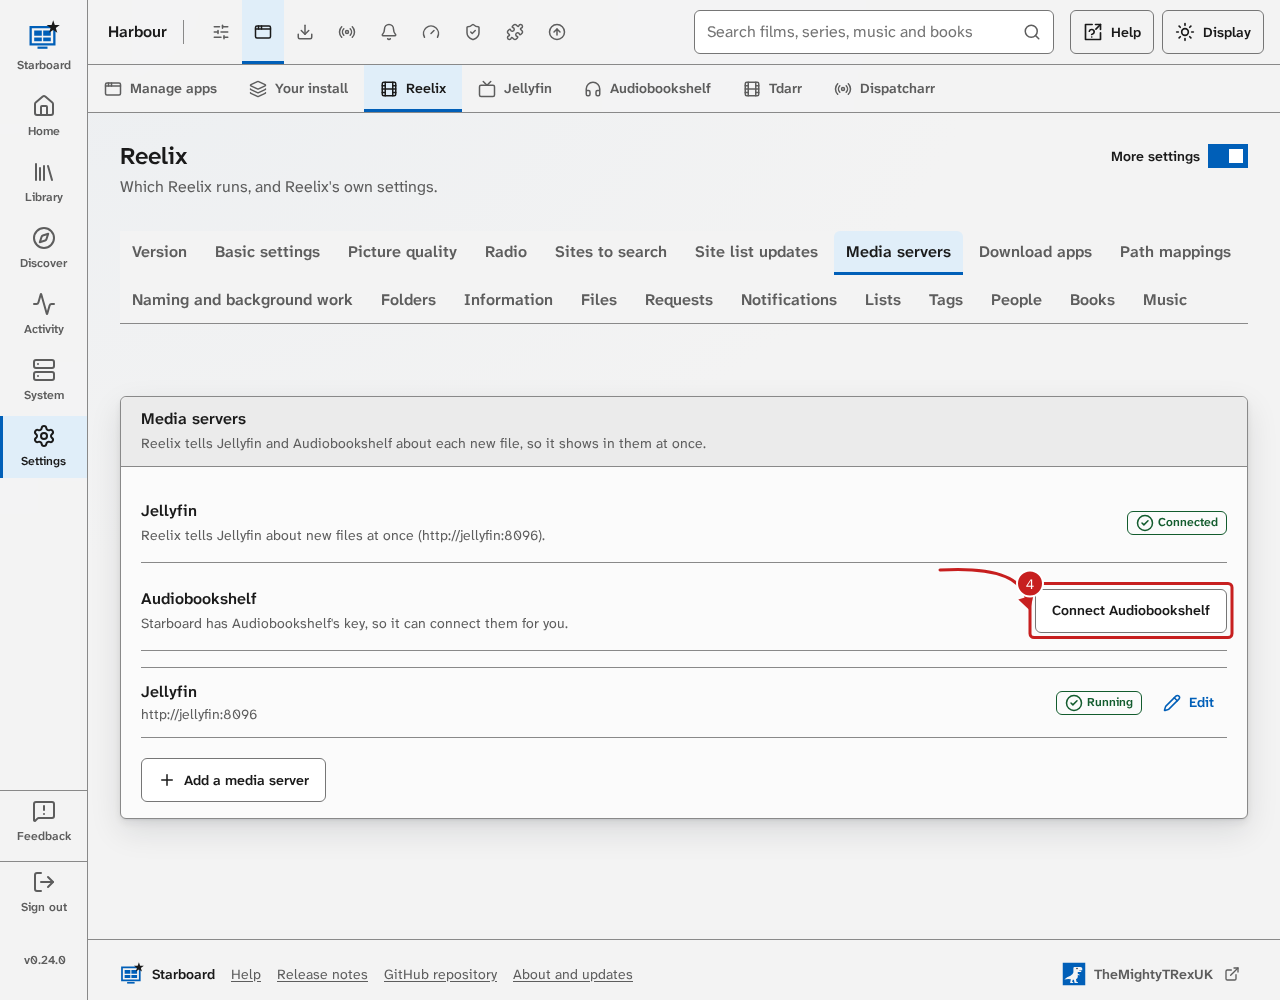 Starboard
Home
Library
Discover
Activity
System
Settings
Feedback
Sign out
v0.24.0
Harbour
Search films, series, music and books
Help
Display
Manage apps
Your install
Reelix
Jellyfin
Audiobookshelf
Tdarr
Dispatcharr
Reelix
Which Reelix runs, and Reelix's own settings.
More settings
Version
Basic settings
Picture quality
Radio
Sites to search
Site list updates
Media servers
Download apps
Path mappings
Naming and background work
Folders
Information
Files
Requests
Notifications
Lists
Tags
People
Books
Music
Media servers
Reelix tells Jellyfin and Audiobookshelf about each new file, so it shows in them at once.
Jellyfin
Reelix tells Jellyfin about new files at once (http://jellyfin:8096).
Connected
4
Audiobookshelf
Starboard has Audiobookshelf's key, so it can connect them for you.
Connect Audiobookshelf
Jellyfin
http://jellyfin:8096
Running
Edit
Add a media server
Starboard
Help
Release notes
GitHub repository
About and updates
TheMightyTRexUK